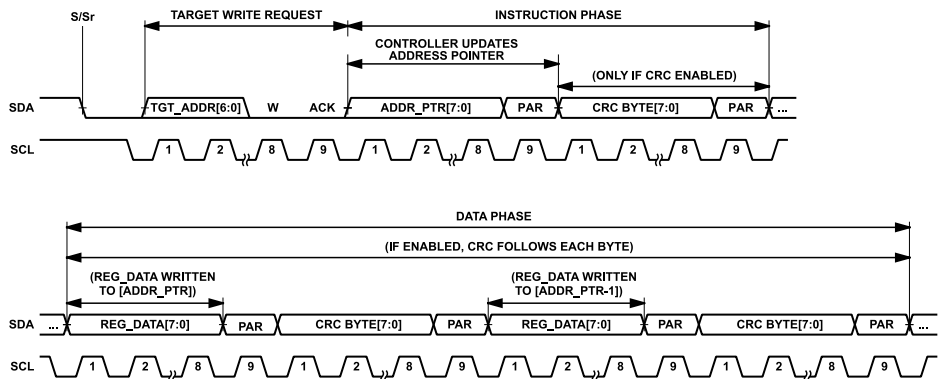 S/Sr
TARGET WRITE REQUEST
INSTRUCTION PHASE
CONTROLLER UPDATES
ADDRESS POINTER
(ONLY IF CRC ENABLED)
SDA TGT_ADDR[6:0] W ACK ADDR_PTR[7:0] PAR CRC BYTE[7:0] PAR ...
SCL 1 2 8 9 1 2 8 9 1 2 8 9
DATA PHASE
(IF ENABLED, CRC FOLLOWS EACH BYTE)
(REG_DATA WRITTEN
TO [ADDR_PTR])
(REG_DATA WRITTEN
TO [ADDR_PTR-1])
SDA ... REG_DATA[7:0] PAR CRC BYTE[7:0] PAR REG_DATA[7:0] PAR CRC BYTE[7:0] PAR ...
SCL 1 2 8 9 1 2 8 9 1 2 8 9 1 2 8 9